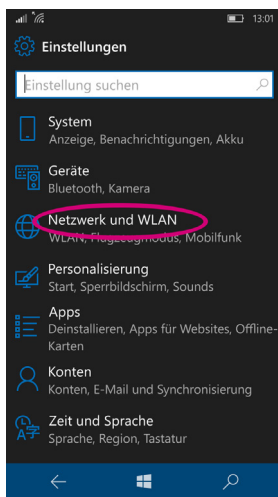 13:01
Einstellungen
Einstellung suchen
System
Anzeige, Benachrichtigungen, Akku
Geräte
Bluetooth, Kamera
Netzwerk und WLAN
WLAN, Flugzeugmodus, Mobilfunk
Personalisierung
Start, Sperrbildschirm, Sounds
Apps
Deinstallieren, Apps für Websites, Offline-
Karten
Konten
Konten, E-Mail und Synchronisierung
Zeit und Sprache
Sprache, Region, Tastatur